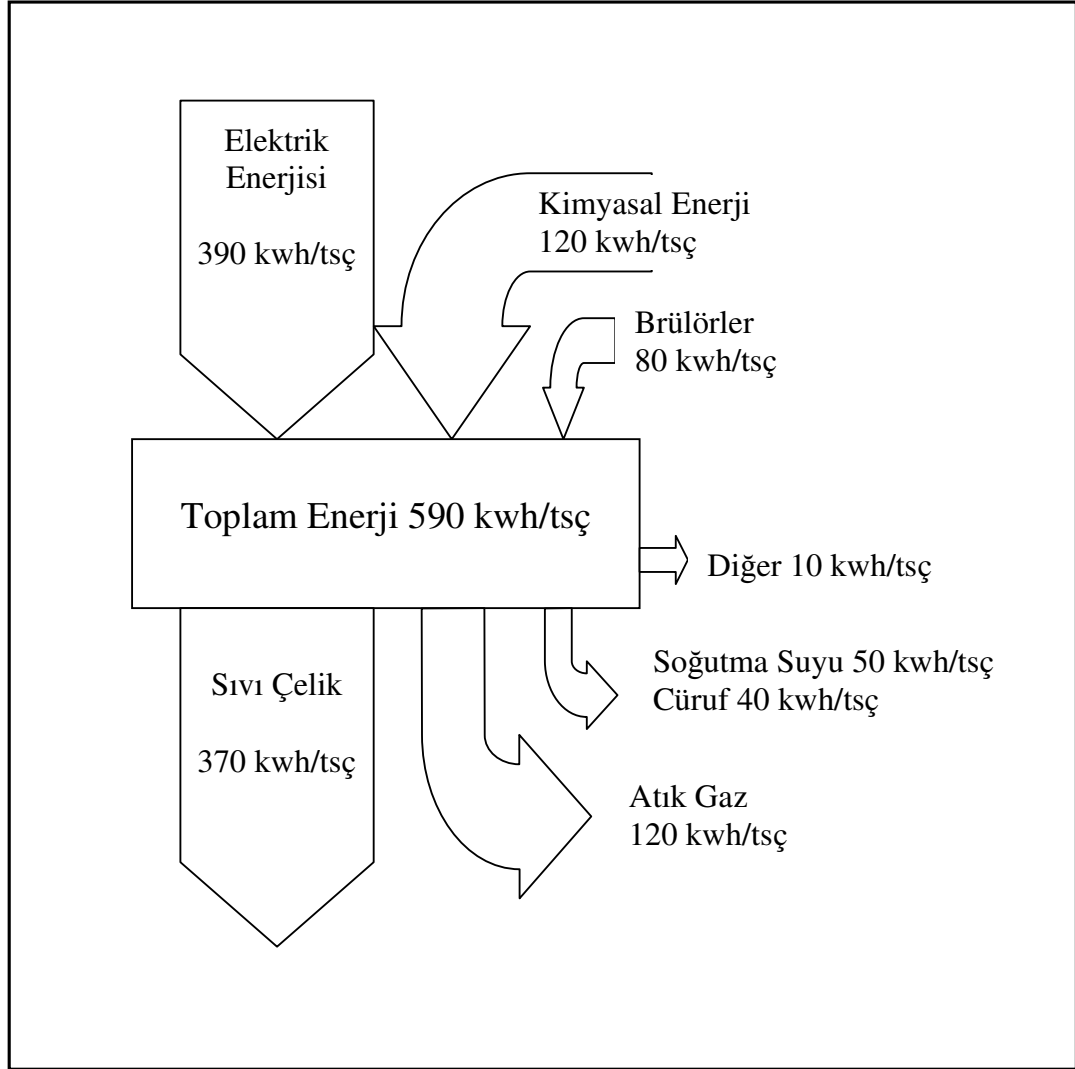 Elektrik
Enerjisi
390 kwh/tsç
Kimyasal Enerji
120 kwh/tsç
Brülörler
80 kwh/tsç
Toplam Enerji 590 kwh/tsç
Diğer 10 kwh/tsç
Sıvı Çelik
370 kwh/tsç
Soğutma Suyu 50 kwh/tsç
Cüruf 40 kwh/tsç
Atık Gaz
120 kwh/tsç